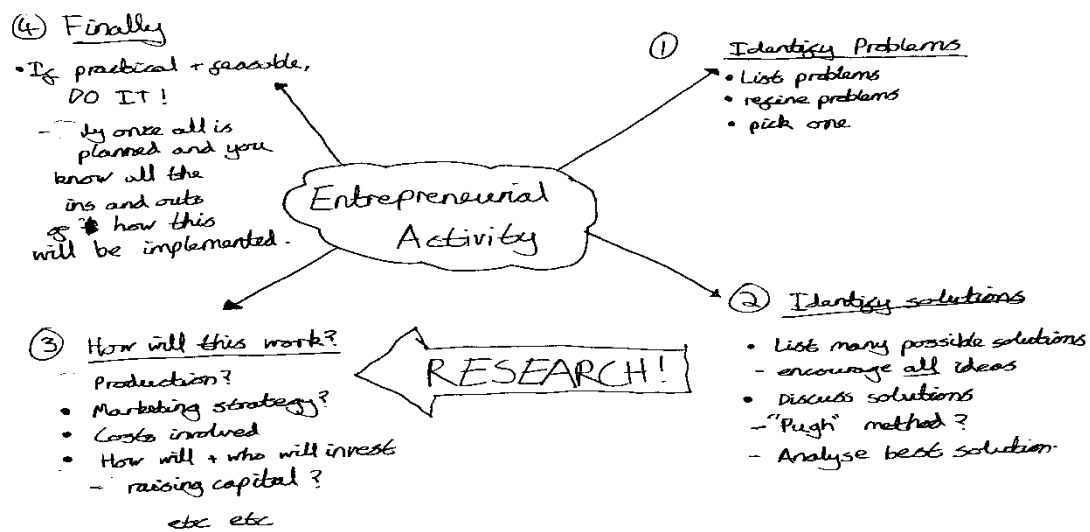 ④ Finally
• If practical + feasible,
DO IT!
- ly once all is
planned and you
know all the
ins and outs
of how this
will be implemented.
① Identify Problems
• List problems
• refine problems
• pick one
Entrepreneurial
Activity
② Identify solutions
• List many possible solutions
- encourage all ideas
• Discuss solutions
- "Pugh" method?
- Analyse best solution.
③ How will this work?
Production?
• Marketing strategy?
• Costs involved
• How will + who will invest
- raising capital?
etc etc
RESEARCH!